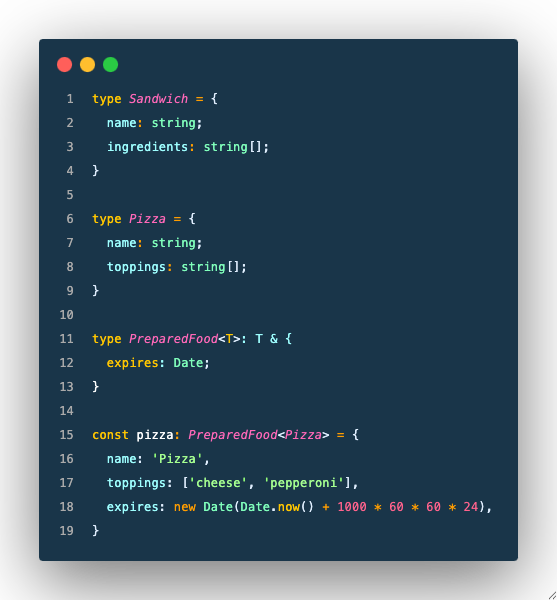 1 type Sandwich = {
2   name: string;
3   ingredients: string[];
4 }
5
6 type Pizza = {
7   name: string;
8   toppings: string[];
9 }
10
11 type PreparedFood<T>: T & {
12   expires: Date;
13 }
14
15 const pizza: PreparedFood<Pizza> = {
16   name: 'Pizza',
17   toppings: ['cheese', 'pepperoni'],
18   expires: new Date(Date.now() + 1000 * 60 * 60 * 24),
19 }